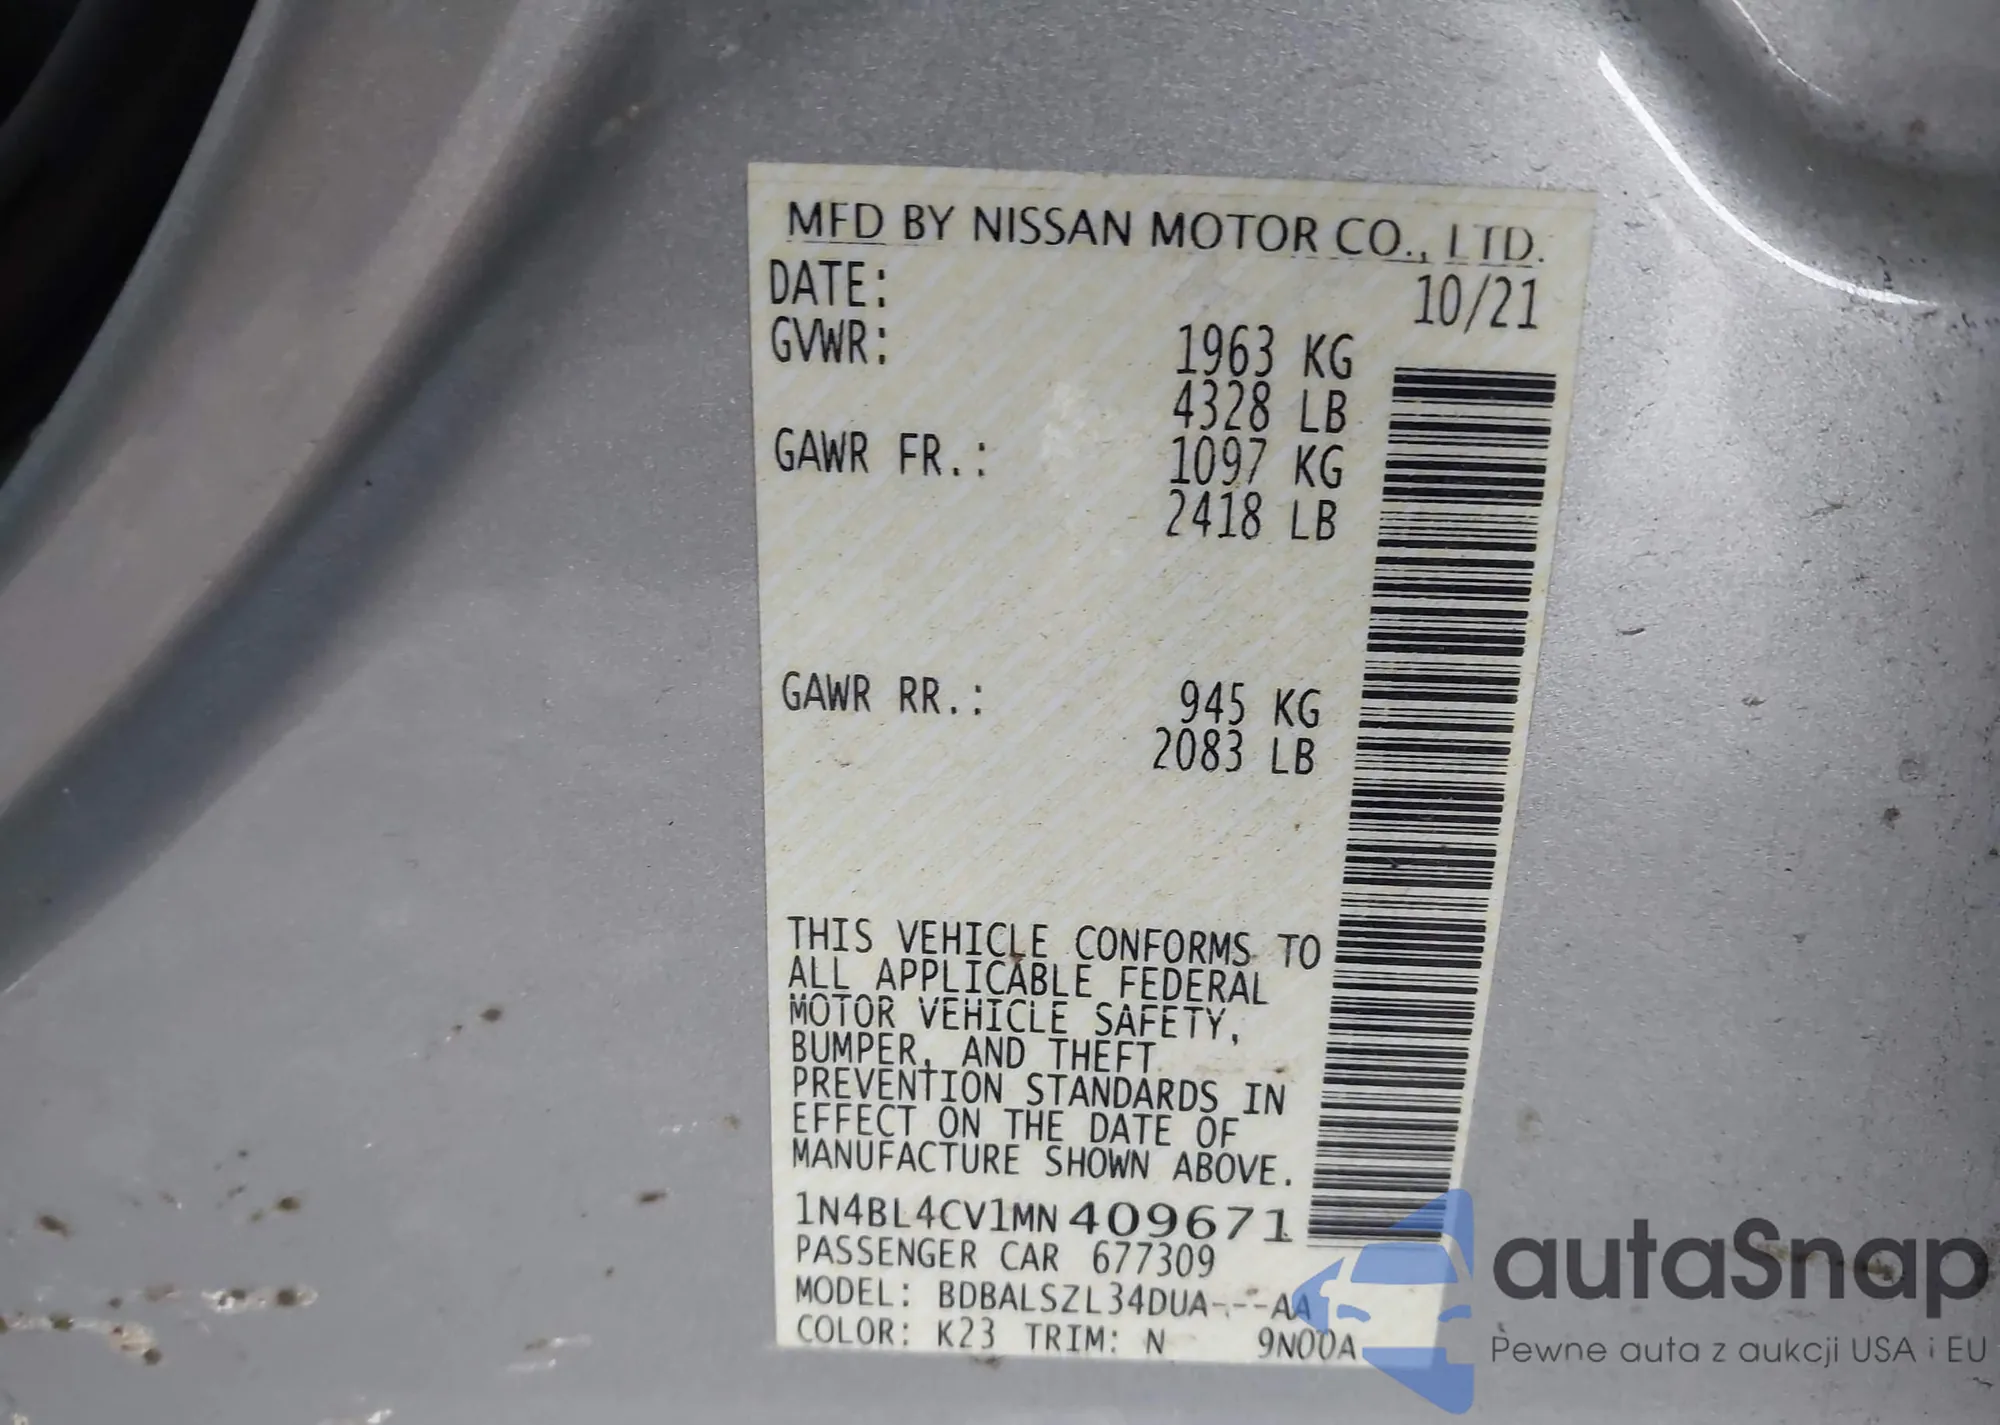 MFD BY NISSAN MOTOR CO., LTD.
DATE: 10/21
GVWR: 1963 KG
4328 LB
GAWR FR.: 1097 KG
2418 LB
GAWR RR.: 945 KG
2083 LB
THIS VEHICLE CONFORMS TO
ALL APPLICABLE FEDERAL
MOTOR VEHICLE SAFETY,
BUMPER, AND THEFT
PREVENTION STANDARDS IN
EFFECT ON THE DATE OF
MANUFACTURE SHOWN ABOVE.
1N4BL4CV1MN409671
PASSENGER CAR 677309
MODEL: BDBALSZL34DUA----AA
COLOR: K23 TRIM: N 9N00A
autaSnap
Pewne auta z aukcji USA i EU